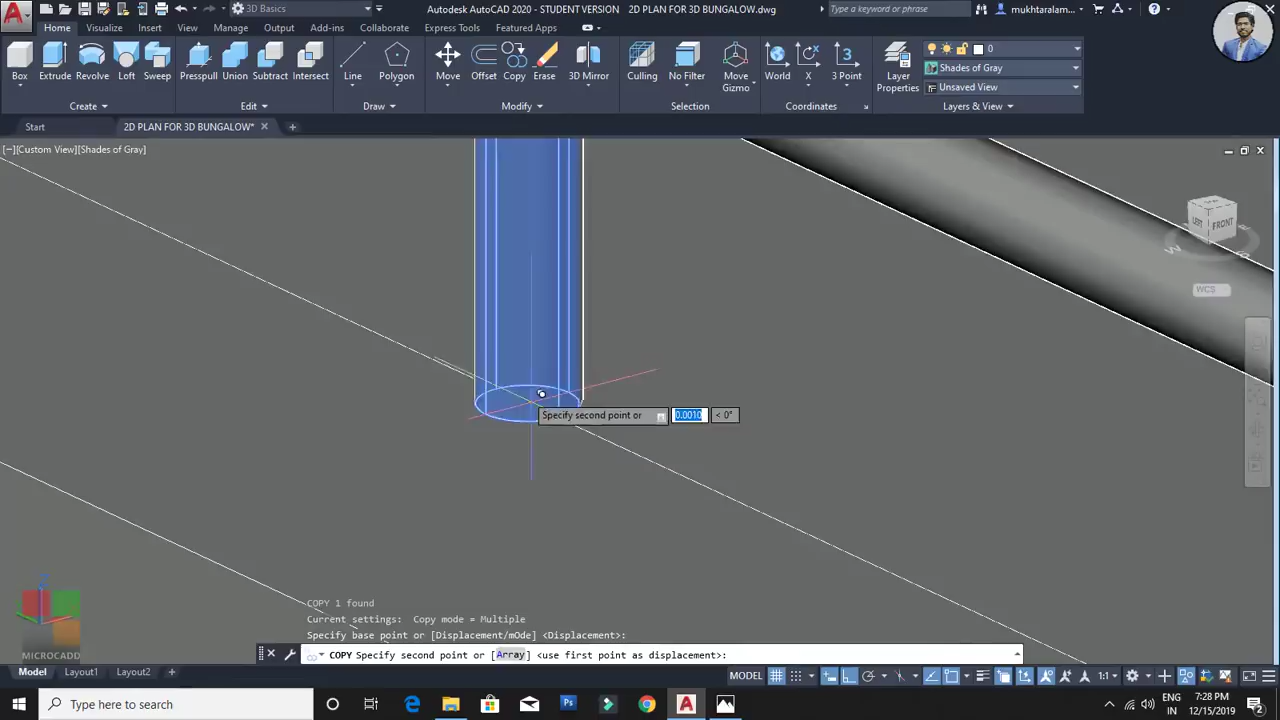 3D Basics
Autodesk AutoCAD 2020 - STUDENT VERSION 2D PLAN FOR 3D BUNGALOW.dwg
Type a keyword or phrase
mukhtaralam...
Home Visualize Insert View Manage Output Add-ins Collaborate Express Tools Featured Apps
Box Extrude Revolve Loft Sweep Presspull Union Subtract Intersect Line Polygon Move Offset Copy Erase 3D Mirror Culling No Filter Move Gizmo World X 3 Point Layer Properties
0
Shades of Gray
Unsaved View
Create Edit Draw Modify Selection Coordinates Layers & View
Start 2D PLAN FOR 3D BUNGALOW*
[−][Custom View][Shades of Gray]
LEFT FRONT
W
WCS
Specify second point or 0.0010 < 0°
Z
MICROCADD
COPY 1 found
Current settings: Copy mode = Multiple
Specify base point or [Displacement/mOde] <Displacement>:
COPY Specify second point or [Array] <use first point as displacement>:
Model Layout1 Layout2
MODEL 1:1
Type here to search
ENG 7:28 PM
IN 12/15/2019
2